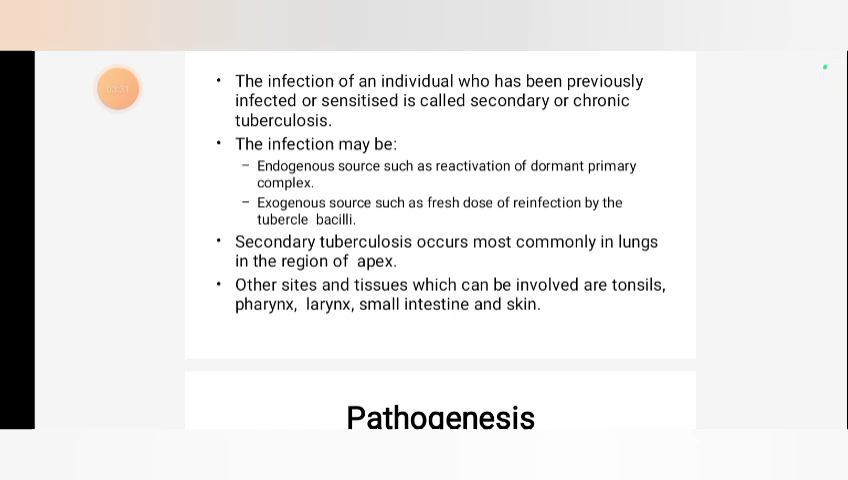 • The infection of an individual who has been previously
infected or sensitised is called secondary or chronic
tuberculosis.
• The infection may be:
– Endogenous source such as reactivation of dormant primary
complex.
– Exogenous source such as fresh dose of reinfection by the
tubercle bacilli.
• Secondary tuberculosis occurs most commonly in lungs
in the region of apex.
• Other sites and tissues which can be involved are tonsils,
pharynx, larynx, small intestine and skin.
Pathogenesis